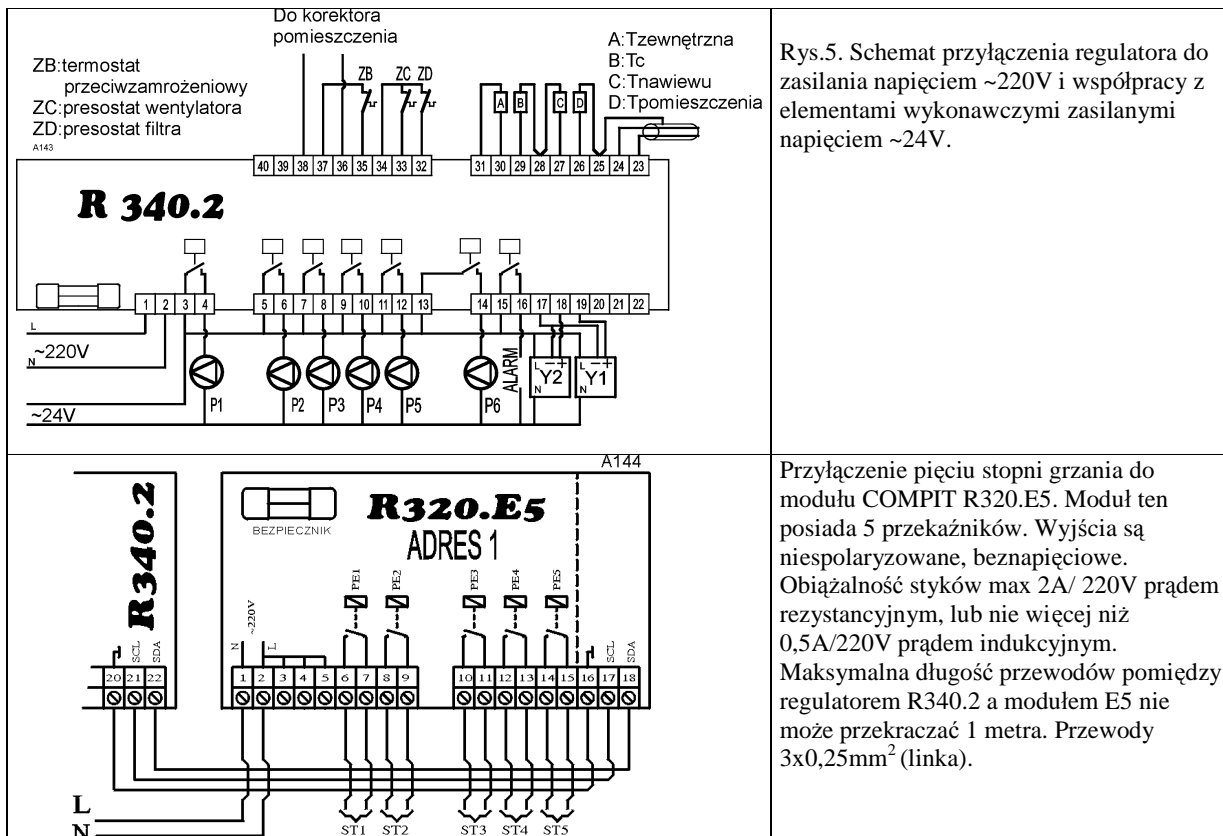 Do korektora
pomieszczenia
ZB:termostat
przeciwzamrożeniowy
ZC:presostat wentylatora
ZD:presostat filtra
A143
ZB ZC ZD
A B C D
A:Tzewnętrzna
B:Tc
C:Tnawiewu
D:Tpomieszczenia
40 39 38 37 36 35 34 33 32
31 30 29 28 27 26 25 24 23
R 340.2
1 2 3 4
5 6 7 8 9 10 11 12 13
14 15 16 17 18 19 20 21 22
L
N ~220V
~24V
P1 P2 P3 P4 P5 P6
ALARM
L - + Y2 N
L - + Y1 N
Rys.5. Schemat przyłączenia regulatora do
zasilania napięciem ~220V i współpracy z
elementami wykonawczymi zasilanymi
napięciem ~24V.
A144
R340.2
SCL SDA
20 21 22
BEZPIECZNIK
R320.E5
ADRES 1
PE1 PE2 PE3 PE4 PE5
N ~220V L
SCL SDA
1 2 3 4 5 6 7 8 9
10 11 12 13 14 15 16 17 18
L
N
ST1 ST2 ST3 ST4 ST5
Przyłączenie pięciu stopni grzania do
modułu COMPIT R320.E5. Moduł ten
posiada 5 przekaźników. Wyjścia są
niespolaryzowane, beznapięciowe.
Obiążalność styków max 2A/ 220V prądem
rezystancyjnym, lub nie więcej niż
0,5A/220V prądem indukcyjnym.
Maksymalna długość przewodów pomiędzy
regulatorem R340.2 a modułem E5 nie
może przekraczać 1 metra. Przewody
3x0,25mm² (linka).